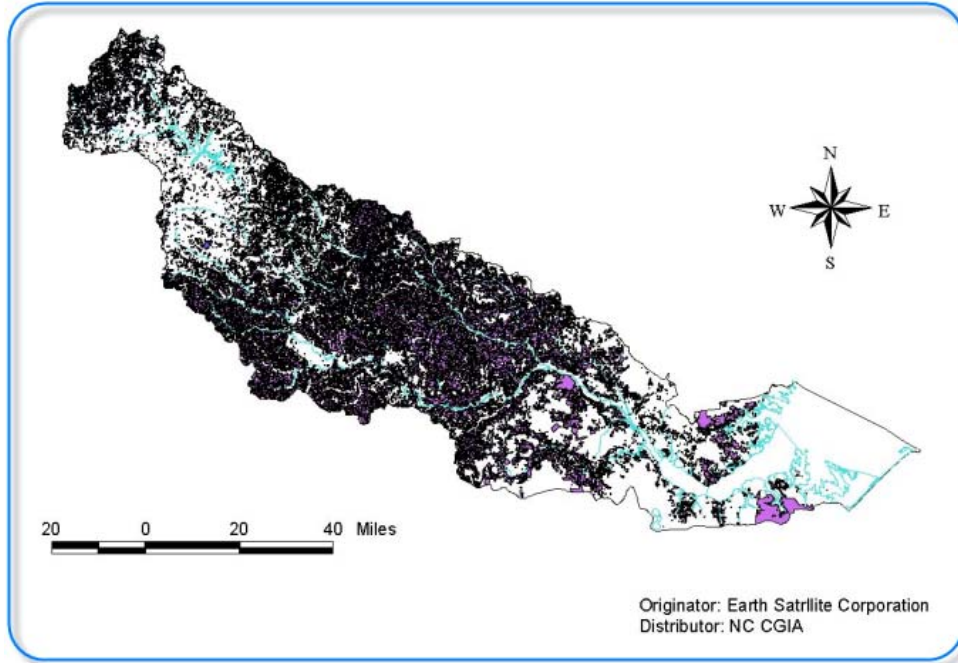 N
W E
S
20 0 20 40 Miles
Originator: Earth Satrllite Corporation
Distributor: NC CGIA